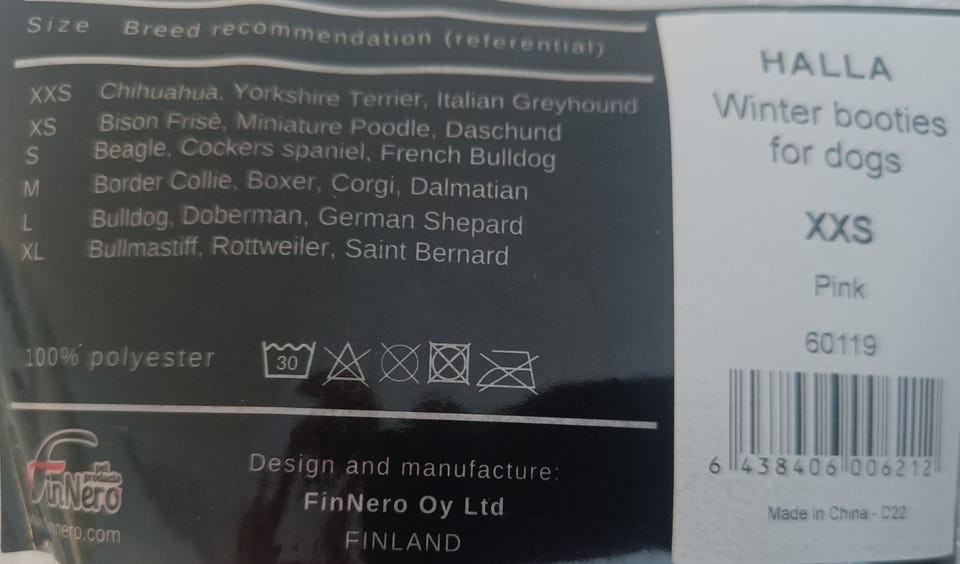 Size Breed recommendation (referential)
XXS Chihuahua, Yorkshire Terrier, Italian Greyhound
XS Bison Frisè, Miniature Poodle, Daschund
S Beagle, Cockers spaniel, French Bulldog
M Border Collie, Boxer, Corgi, Dalmatian
L Bulldog, Doberman, German Shepard
XL Bullmastiff, Rottweiler, Saint Bernard
100% polyester 30
FinNero pet products
nero.com
Design and manufacture:
FinNero Oy Ltd
FINLAND
HALLA
Winter booties
for dogs
XXS
Pink
60119
6 438406 006212
Made in China - D22